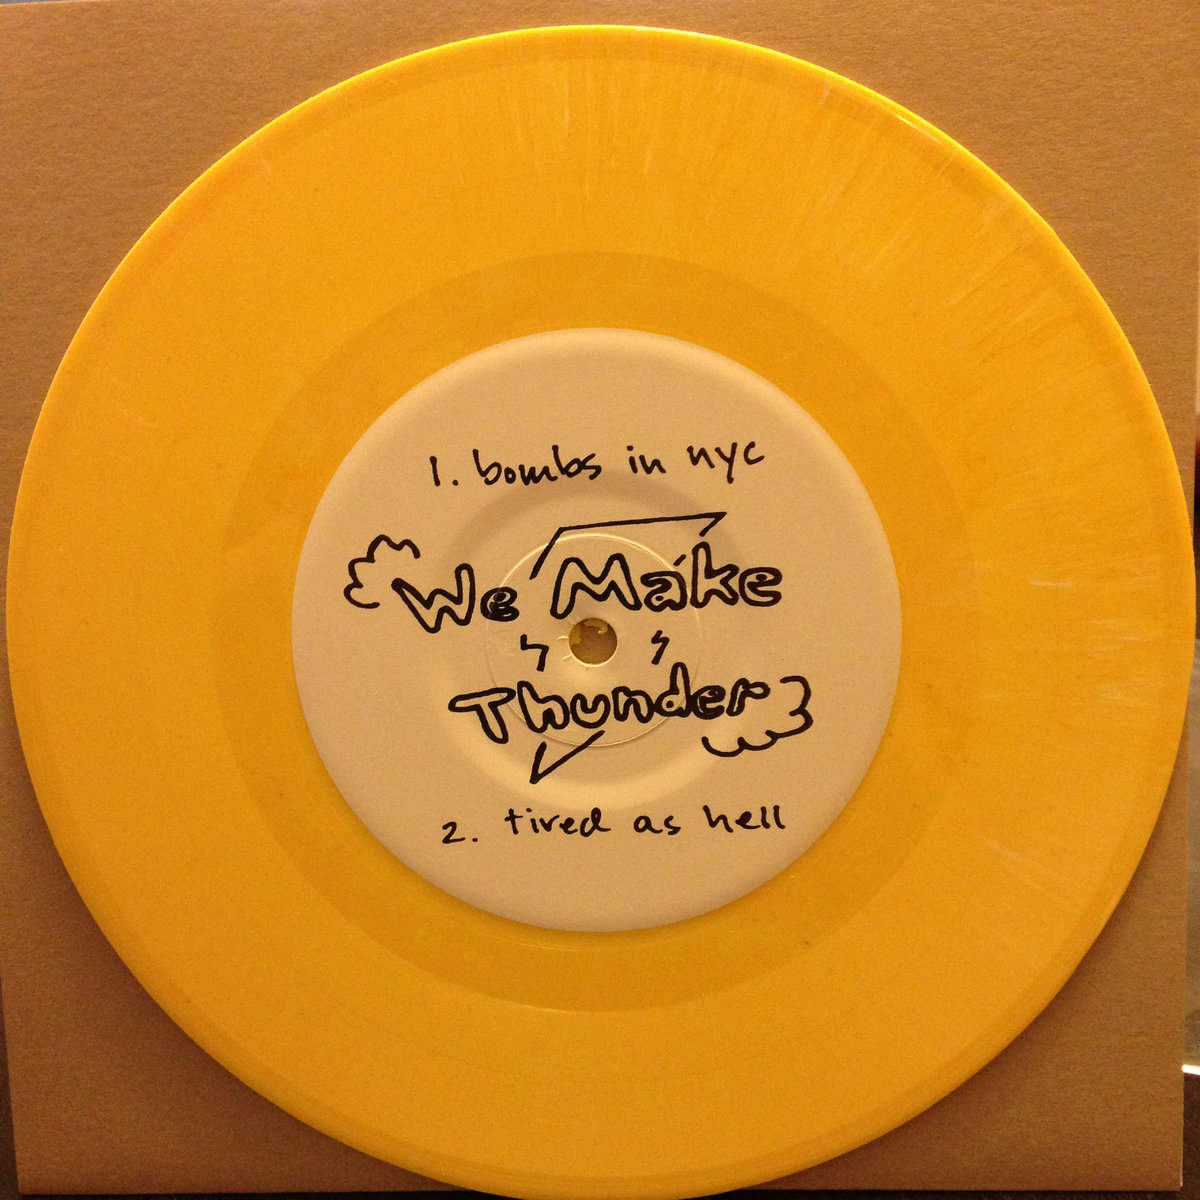 1. bombs in nyc
We Make
Thunder
2. tired as hell